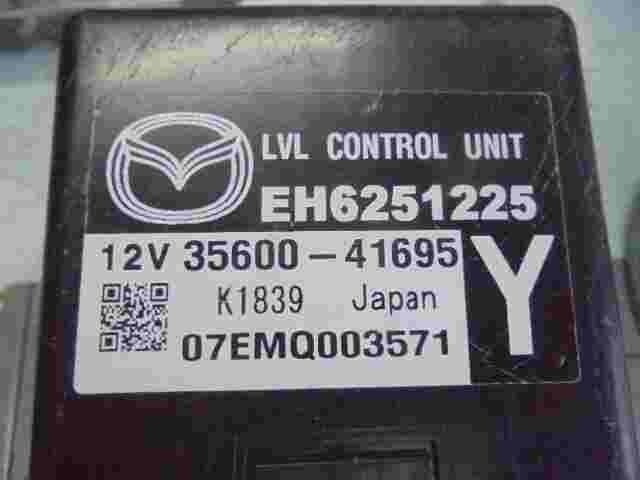 LVL CONTROL UNIT
EH6251225
12V 35600-41695
Y
K1839 Japan
07EMQ003571